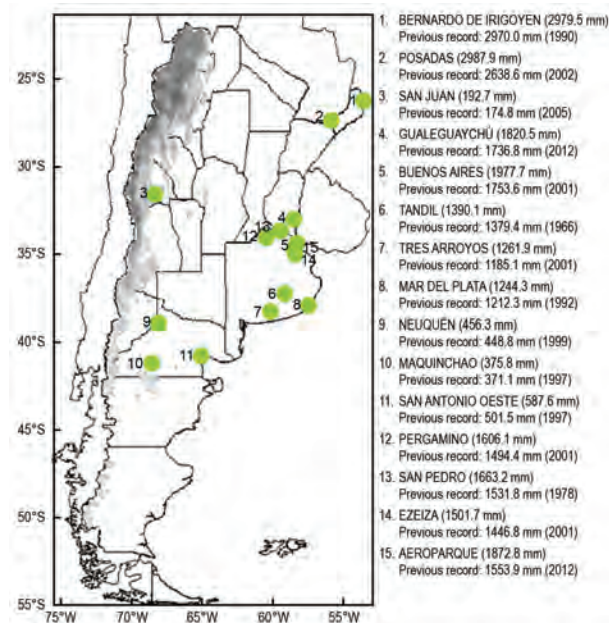 25°S
30°S
35°S
40°S
45°S
50°S
55°S
75°W 70°W 65°W 60°W 55°W
1
2
3
4
13
12
5
15
14
6
7
8
9
10
11
1. BERNARDO DE IRIGOYEN (2979.5 mm)
Previous record: 2970.0 mm (1990)
2. POSADAS (2987.9 mm)
Previous record: 2638.6 mm (2002)
3. SAN JUAN (192.7 mm)
Previous record: 174.8 mm (2005)
4. GUALEGUAYCHÚ (1820.5 mm)
Previous record: 1736.8 mm (2012)
5. BUENOS AIRES (1977.7 mm)
Previous record: 1753.6 mm (2001)
6. TANDIL (1390.1 mm)
Previous record: 1379.4 mm (1966)
7. TRES ARROYOS (1261.9 mm)
Previous record: 1185.1 mm (2001)
8. MAR DEL PLATA (1244.3 mm)
Previous record: 1212.3 mm (1992)
9. NEUQUÉN (456.3 mm)
Previous record: 448.8 mm (1999)
10. MAQUINCHAO (375.8 mm)
Previous record: 371.1 mm (1997)
11. SAN ANTONIO OESTE (587.6 mm)
Previous record: 501.5 mm (1997)
12. PERGAMINO (1606.1 mm)
Previous record: 1494.4 mm (2001)
13. SAN PEDRO (1663.2 mm)
Previous record: 1531.8 mm (1978)
14. EZEIZA (1501.7 mm)
Previous record: 1446.8 mm (2001)
15. AEROPARQUE (1872.8 mm)
Previous record: 1553.9 mm (2012)